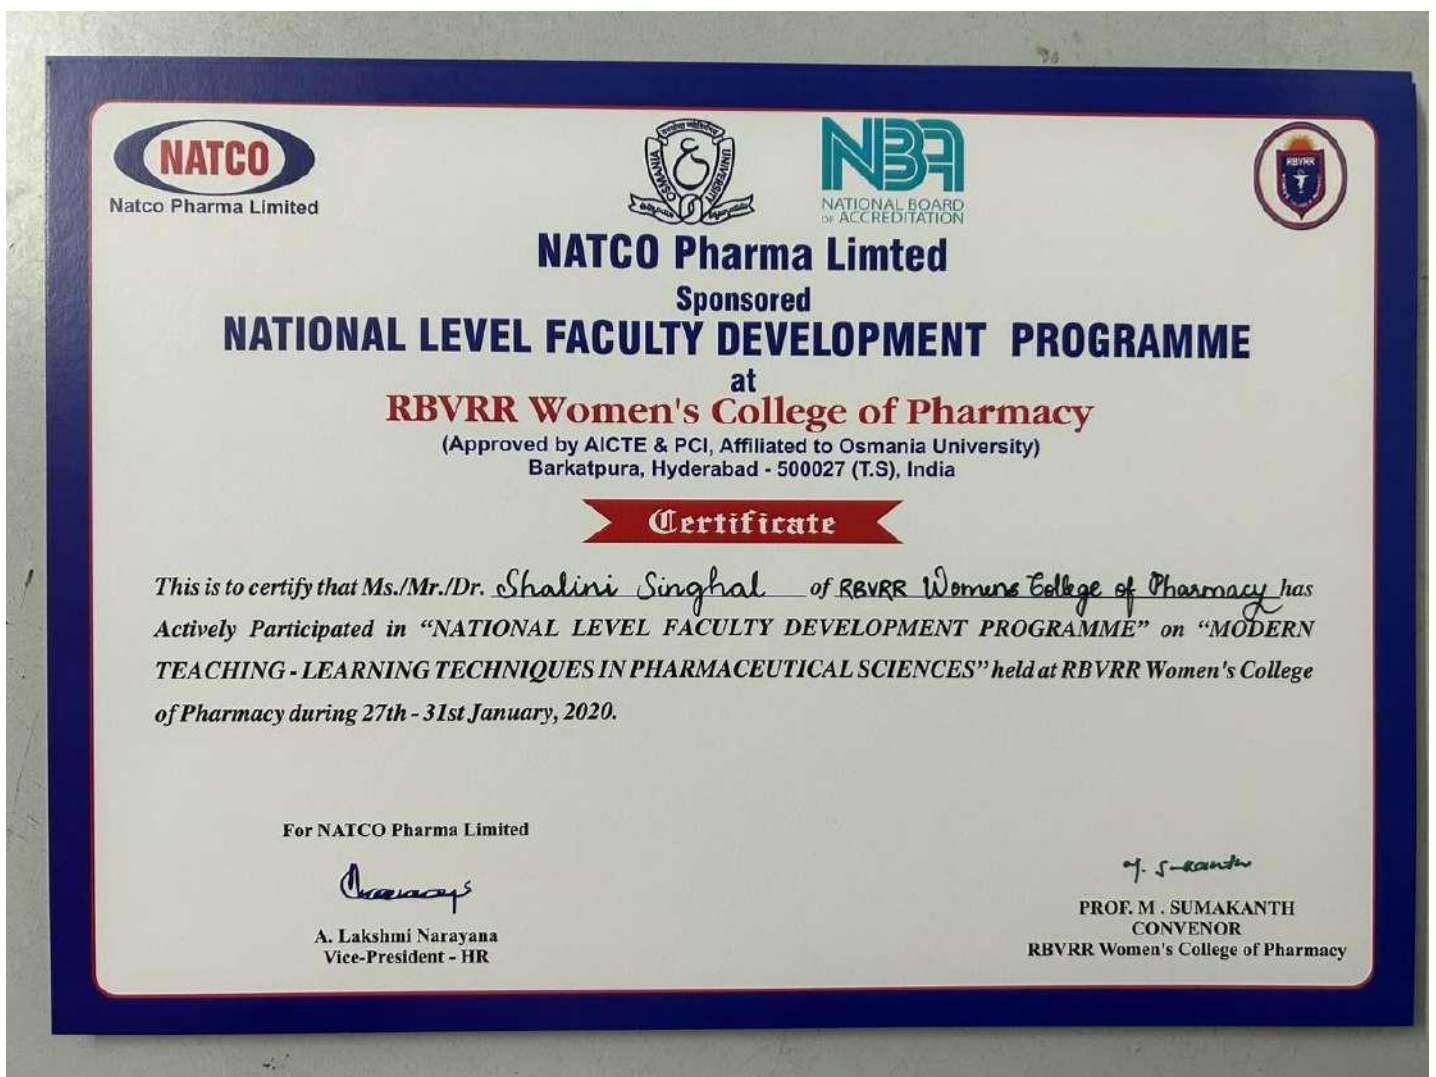 NATCO
Natco Pharma Limited
OSMANIA UNIVERSITY
NBA
NATIONAL BOARD
OF ACCREDITATION
RBVRR
NATCO Pharma Limted
Sponsored
NATIONAL LEVEL FACULTY DEVELOPMENT PROGRAMME
at
RBVRR Women's College of Pharmacy
(Approved by AICTE & PCI, Affiliated to Osmania University)
Barkatpura, Hyderabad - 500027 (T.S), India
Certificate
This is to certify that Ms./Mr./Dr. Shalini Singhal of RBVRR Womens College of Pharmacy has
Actively Participated in “NATIONAL LEVEL FACULTY DEVELOPMENT PROGRAMME” on “MODERN
TEACHING - LEARNING TECHNIQUES IN PHARMACEUTICAL SCIENCES” held at RBVRR Women's College
of Pharmacy during 27th - 31st January, 2020.
For NATCO Pharma Limited
A. Lakshmi Narayana
Vice-President - HR
PROF. M . SUMAKANTH
CONVENOR
RBVRR Women's College of Pharmacy